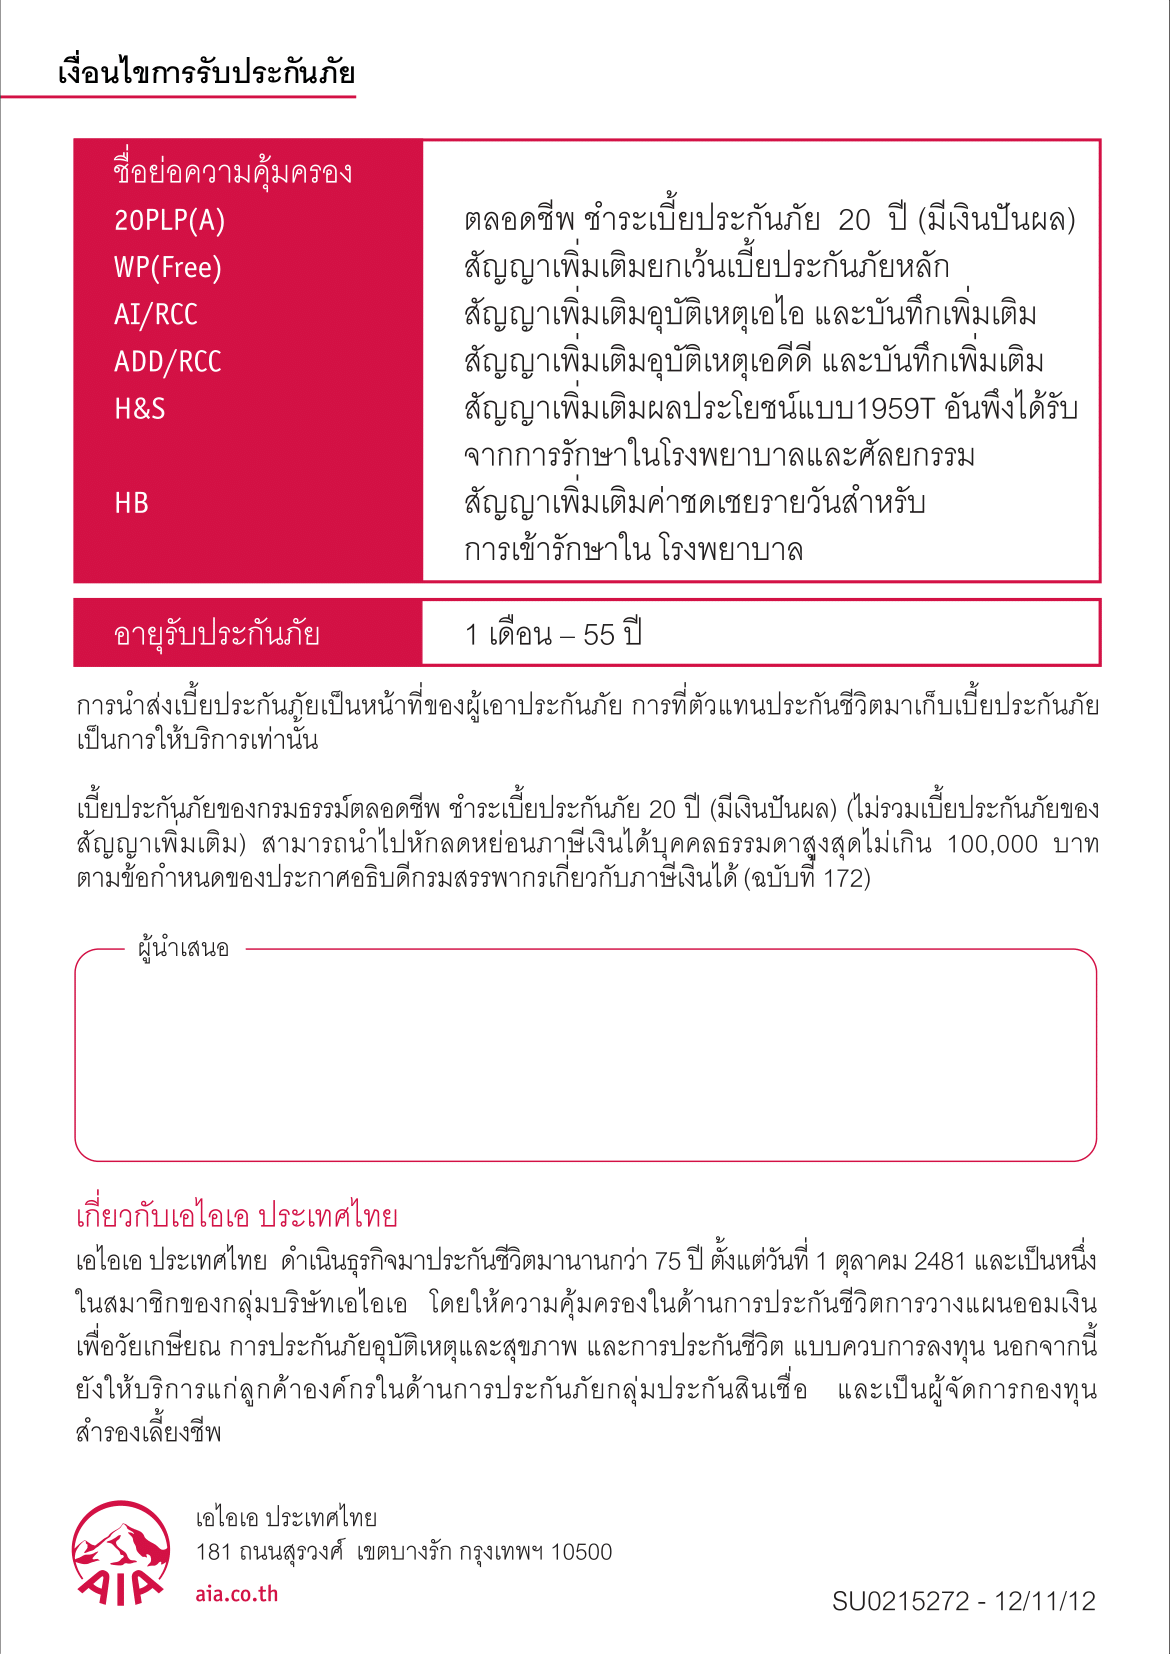 เงื่อนไขการรับประกันภัย
ชื่อย่อความคุ้มครอง
20PLP(A) ตลอดชีพ ชำระเบี้ยประกันภัย 20 ปี (มีเงินปันผล)
WP(Free) สัญญาเพิ่มเติมยกเว้นเบี้ยประกันภัยหลัก
AI/RCC สัญญาเพิ่มเติมอุบัติเหตุเอไอ และบันทึกเพิ่มเติม
ADD/RCC สัญญาเพิ่มเติมอุบัติเหตุเอดีดี และบันทึกเพิ่มเติม
H&S สัญญาเพิ่มเติมผลประโยชน์แบบ1959T อันพึงได้รับ
จากการรักษาในโรงพยาบาลและศัลยกรรม
HB สัญญาเพิ่มเติมค่าชดเชยรายวันสำหรับ
การเข้ารักษาใน โรงพยาบาล
อายุรับประกันภัย 1 เดือน – 55 ปี
การนำส่งเบี้ยประกันภัยเป็นหน้าที่ของผู้เอาประกันภัย การที่ตัวแทนประกันชีวิตมาเก็บเบี้ยประกันภัย
เป็นการให้บริการเท่านั้น
เบี้ยประกันภัยของกรมธรรม์ตลอดชีพ ชำระเบี้ยประกันภัย 20 ปี (มีเงินปันผล) (ไม่รวมเบี้ยประกันภัยของ
สัญญาเพิ่มเติม) สามารถนำไปหักลดหย่อนภาษีเงินได้บุคคลธรรมดาสูงสุดไม่เกิน 100,000 บาท
ตามข้อกำหนดของประกาศอธิบดีกรมสรรพากรเกี่ยวกับภาษีเงินได้ (ฉบับที่ 172)
ผู้นำเสนอ
เกี่ยวกับเอไอเอ ประเทศไทย
เอไอเอ ประเทศไทย ดำเนินธุรกิจมาประกันชีวิตมานานกว่า 75 ปี ตั้งแต่วันที่ 1 ตุลาคม 2481 และเป็นหนึ่ง
ในสมาชิกของกลุ่มบริษัทเอไอเอ โดยให้ความคุ้มครองในด้านการประกันชีวิตการวางแผนออมเงิน
เพื่อวัยเกษียณ การประกันภัยอุบัติเหตุและสุขภาพ และการประกันชีวิต แบบควบการลงทุน นอกจากนี้
ยังให้บริการแก่ลูกค้าองค์กรในด้านการประกันภัยกลุ่มประกันสินเชื่อ และเป็นผู้จัดการกองทุน
สำรองเลี้ยงชีพ
เอไอเอ ประเทศไทย
181 ถนนสุรวงศ์ เขตบางรัก กรุงเทพฯ 10500
AIA
aia.co.th
SU0215272 - 12/11/12